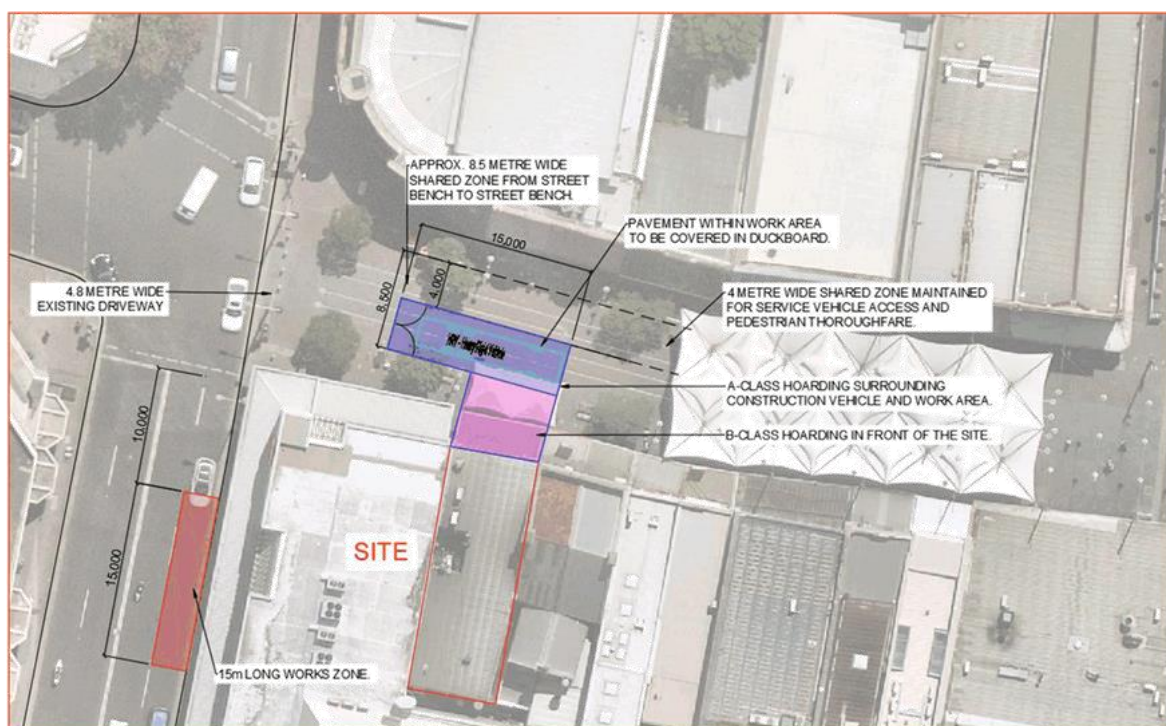 APPROX. 8.5 METRE WIDE
SHARED ZONE FROM STREET
BENCH TO STREET BENCH.
PAVEMENT WITHIN WORK AREA
TO BE COVERED IN DUCKBOARD.
15,000
4,000
8,500
4.8 METRE WIDE
EXISTING DRIVEWAY
4 METRE WIDE SHARED ZONE MAINTAINED
FOR SERVICE VEHICLE ACCESS AND
PEDESTRIAN THOROUGHFARE.
A-CLASS HOARDING SURROUNDING
CONSTRUCTION VEHICLE AND WORK AREA.
B-CLASS HOARDING IN FRONT OF THE SITE.
10,000
15,000
SITE
15m LONG WORKS ZONE.